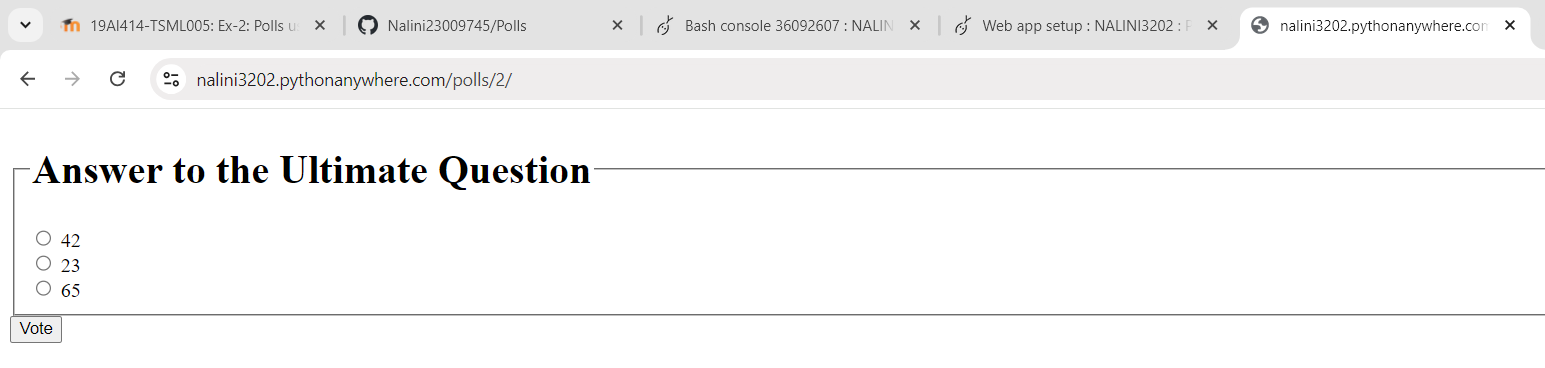 19AI414-TSML005: Ex-2: Polls u
Nalini23009745/Polls
Bash console 36092607 : NALIN
Web app setup : NALINI3202 : P
nalini3202.pythonanywhere.com
nalini3202.pythonanywhere.com/polls/2/
Answer to the Ultimate Question
42
23
65
Vote